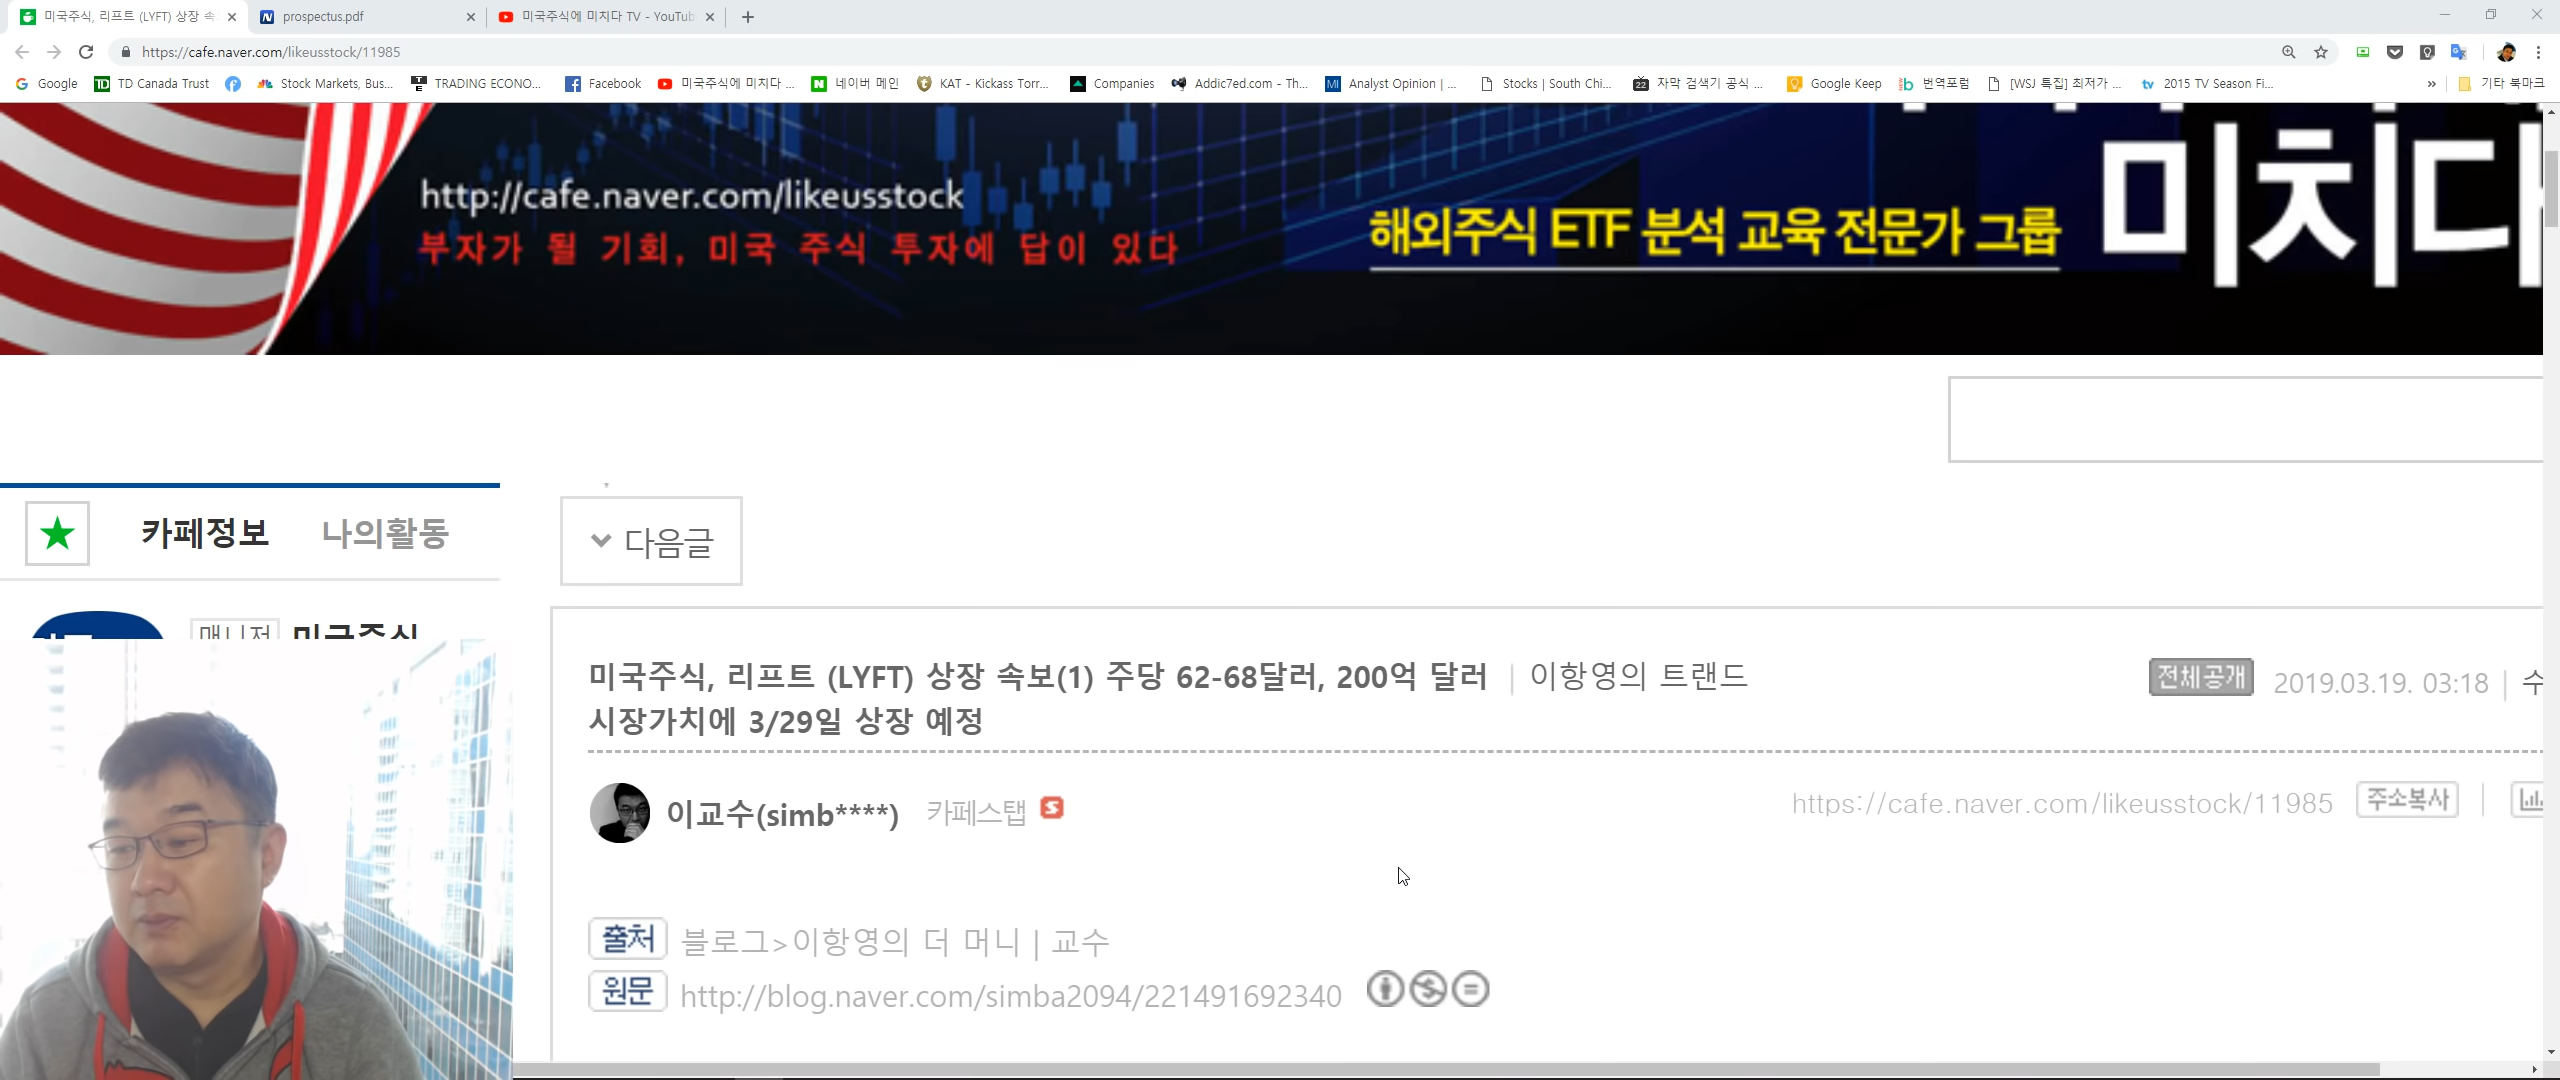 미국주식, 리프트 (LYFT) 상장 속
prospectus.pdf
미국주식에 미치다 TV - YouTub
https://cafe.naver.com/likeusstock/11985
Google
TD Canada Trust
Stock Markets, Bus...
TRADING ECONO...
Facebook
미국주식에 미치다 ...
네이버 메인
KAT - Kickass Torr...
Companies
Addic7ed.com - Th...
Analyst Opinion | ...
Stocks | South Chi...
자막 검색기 공식 ...
Google Keep
번역포럼
[WSJ 특집] 최저가 ...
2015 TV Season Fi...
»
기타 북마크
http://cafe.naver.com/likeusstock
부자가 될 기회, 미국 주식 투자에 답이 있다
해외주식 ETF 분석 교육 전문가 그룹
미치다
카페정보
나의활동
다음글
매니저 미국주식
미국주식, 리프트 (LYFT) 상장 속보(1) 주당 62-68달러, 200억 달러 | 이항영의 트랜드
시장가치에 3/29일 상장 예정
전체공개 2019.03.19. 03:18 |
이교수(simb****) 카페스탭
https://cafe.naver.com/likeusstock/11985 주소복사
출처 블로그>이항영의 더 머니 | 교수
원문 http://blog.naver.com/simba2094/221491692340